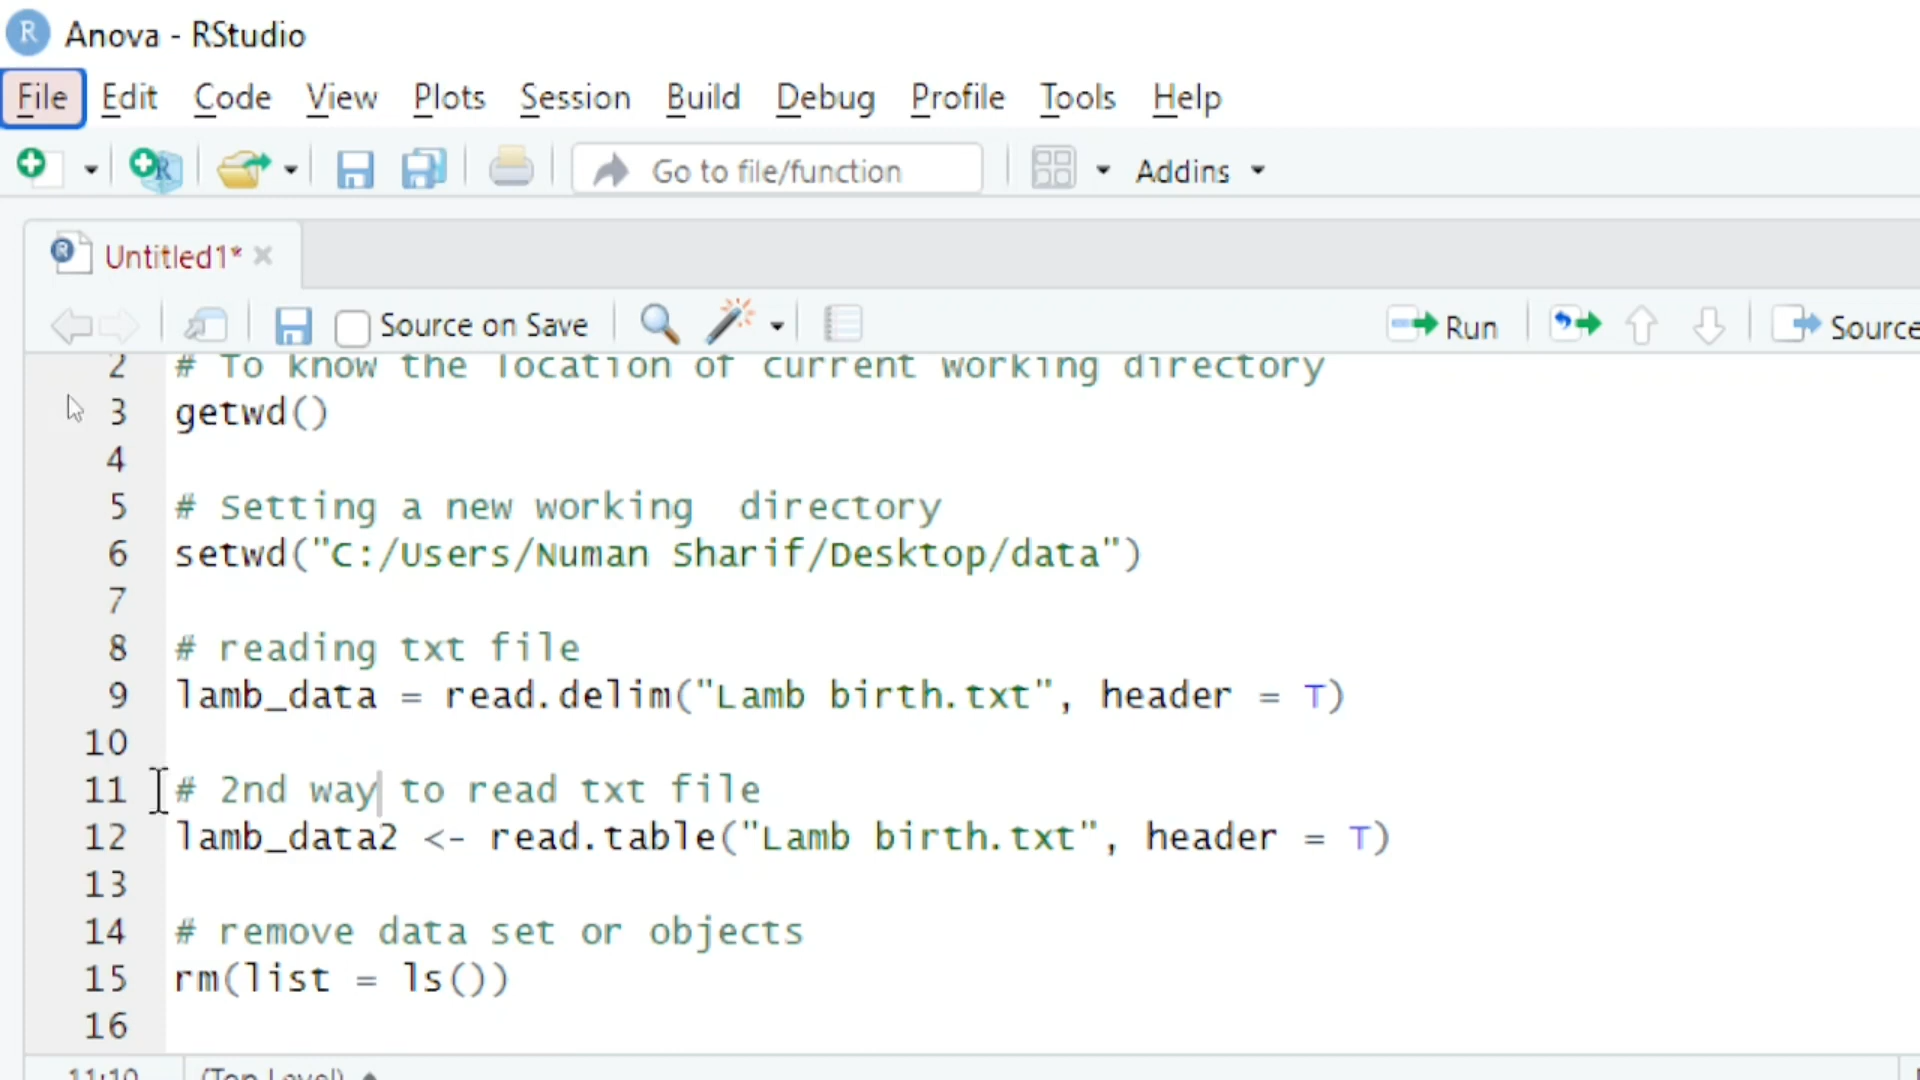 Anova - RStudio
File Edit Code View Plots Session Build Debug Profile Tools Help
Go to file/function Addins
Untitled1*
Source on Save Run Source
2 # To know the location of current working directory
3 getwd()
4
5 # Setting a new working  directory
6 setwd("C:/Users/Numan Sharif/Desktop/data")
7
8 # reading txt file
9 lamb_data = read.delim("Lamb birth.txt", header = T)
10
11 # 2nd way to read txt file
12 lamb_data2 <- read.table("Lamb birth.txt", header = T)
13
14 # remove data set or objects
15 rm(list = ls())
16
11:10 (Top Level)